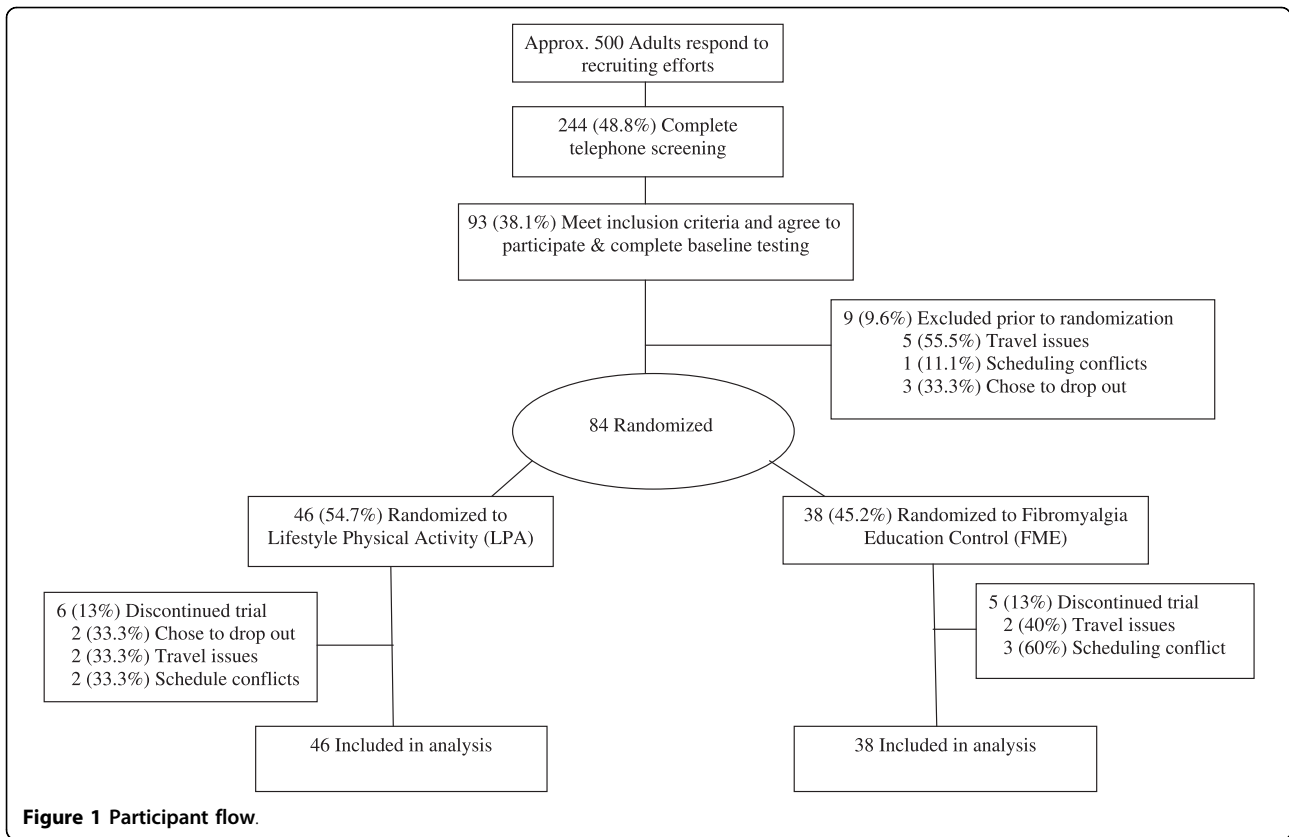 Approx. 500 Adults respond to
recruiting efforts
244 (48.8%) Complete
telephone screening
93 (38.1%) Meet inclusion criteria and agree to
participate & complete baseline testing
9 (9.6%) Excluded prior to randomization
5 (55.5%) Travel issues
1 (11.1%) Scheduling conflicts
3 (33.3%) Chose to drop out
84 Randomized
46 (54.7%) Randomized to
Lifestyle Physical Activity (LPA)
38 (45.2%) Randomized to Fibromyalgia
Education Control (FME)
6 (13%) Discontinued trial
2 (33.3%) Chose to drop out
2 (33.3%) Travel issues
2 (33.3%) Schedule conflicts
5 (13%) Discontinued trial
2 (40%) Travel issues
3 (60%) Scheduling conflict
46 Included in analysis
38 Included in analysis
Figure 1 Participant flow.